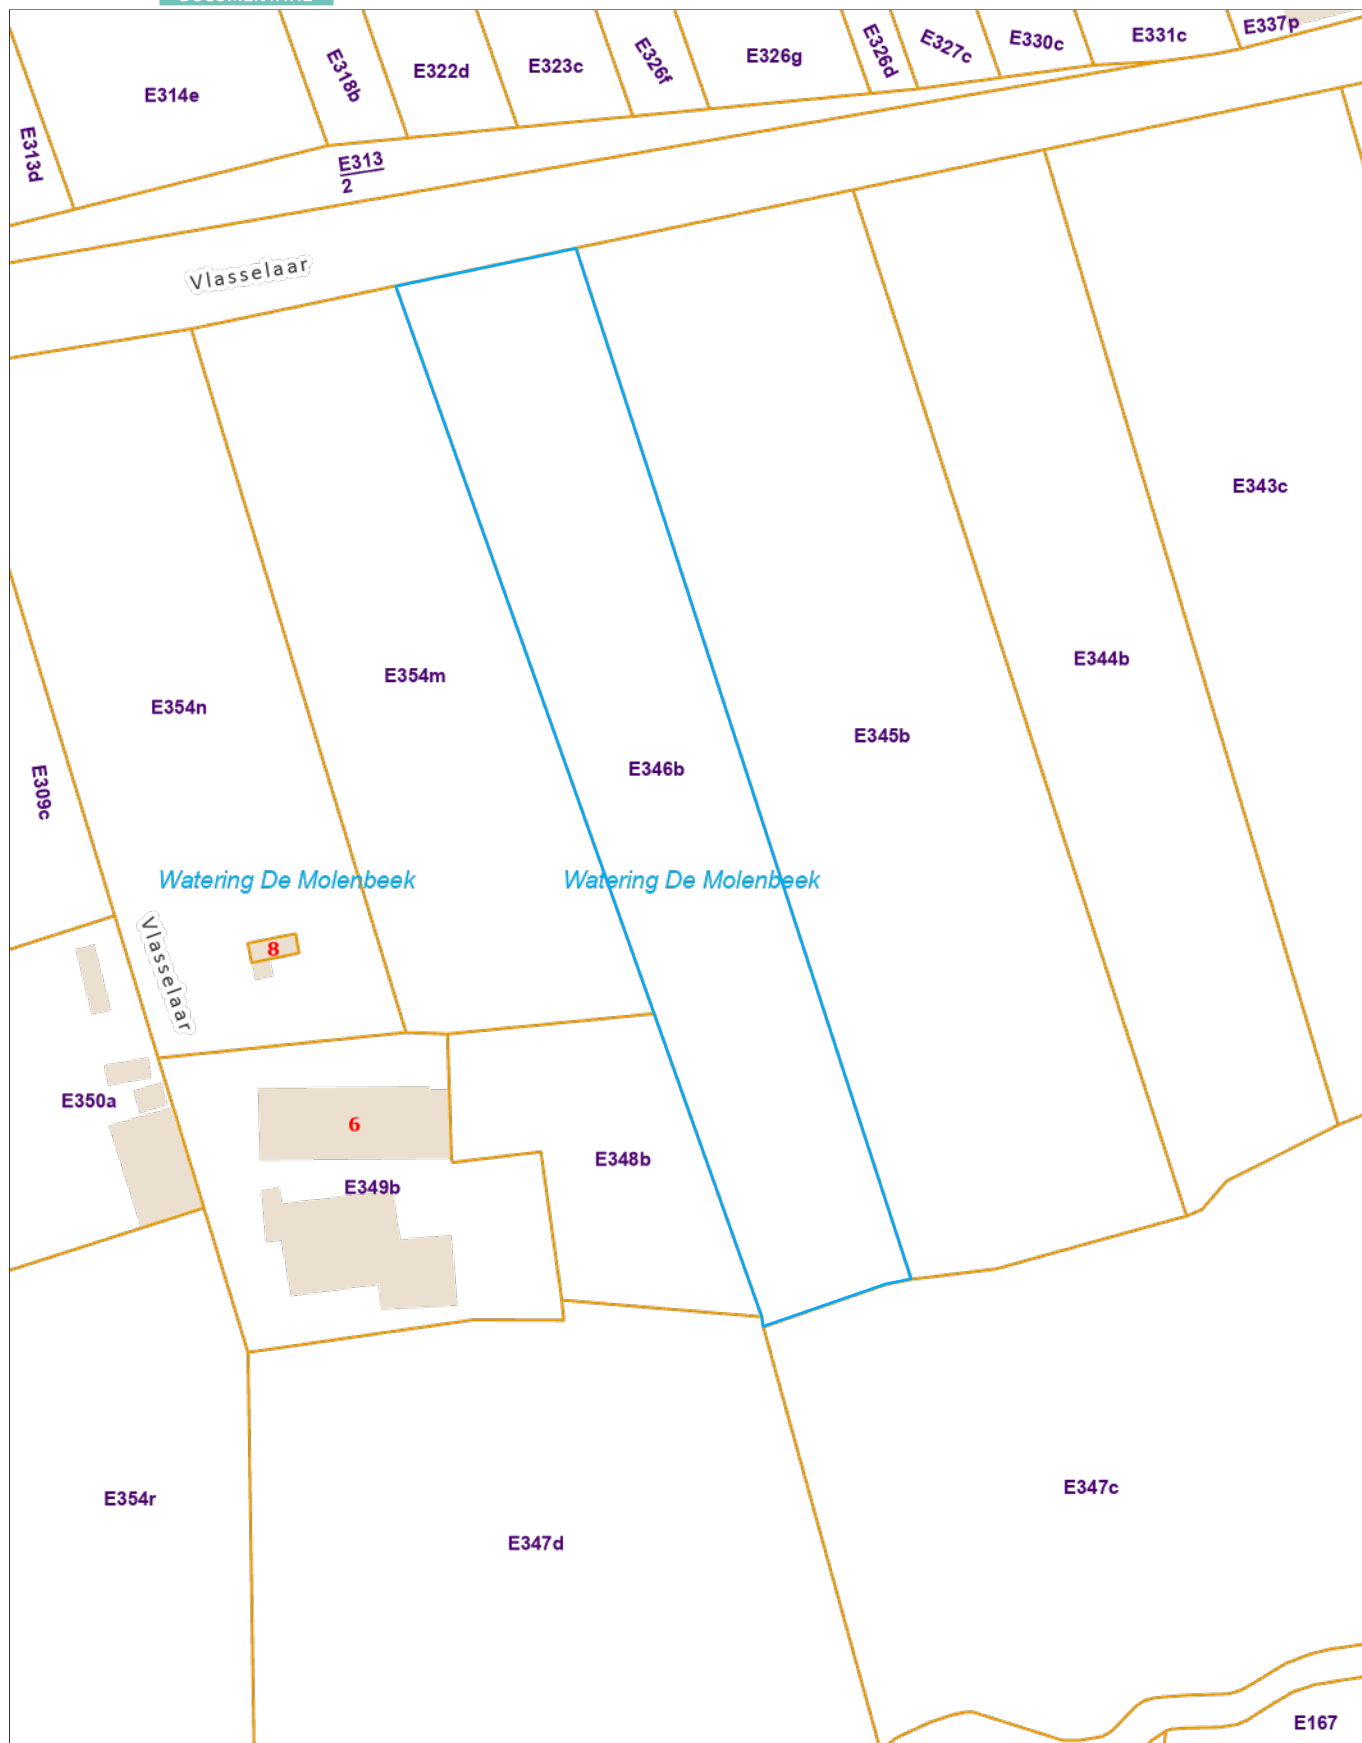 E337p
E331c
E330c
E327c
E326d
E326g
E326f
E323c
E322d
E318b
E314e
E313d
E313
2
Vlasselaar
E343c
E344b
E354m
E354n
E345b
E346b
E309c
Watering De Molenbeek
Watering De Molenbeek
Vlasselaar
8
E350a
6
E348b
E349b
E347c
E354r
E347d
E167